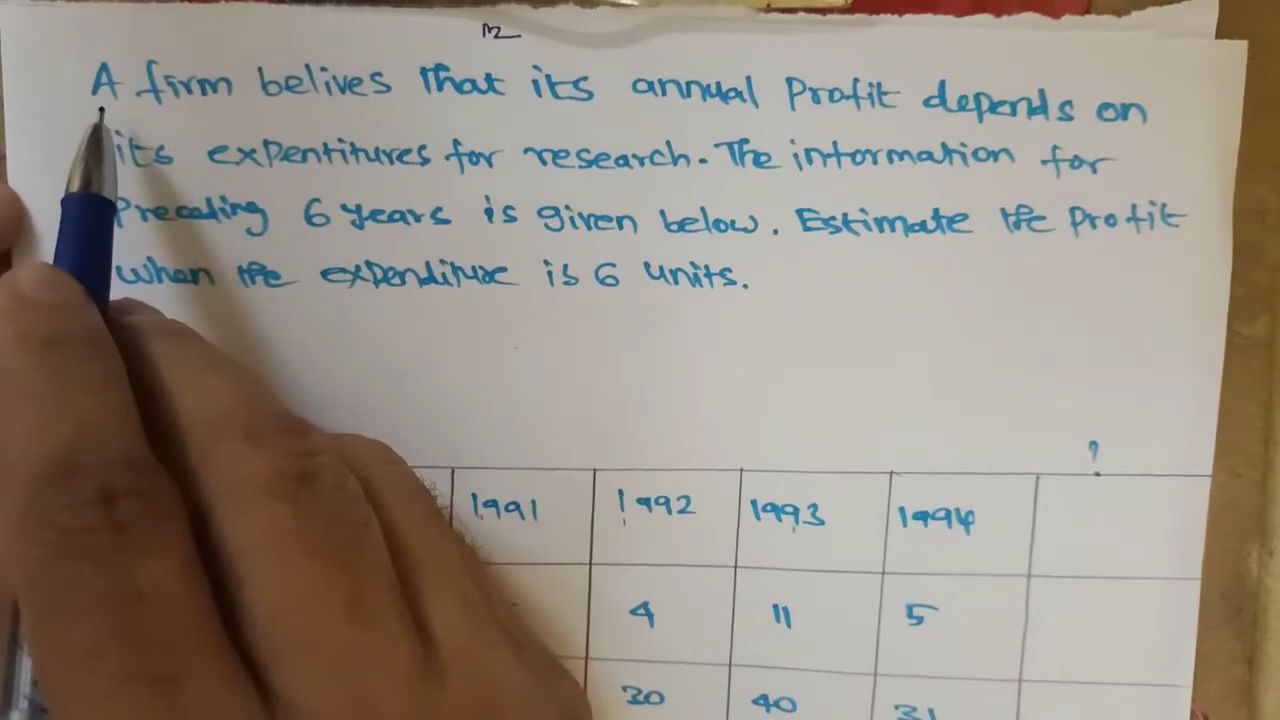 A firm belives that its annual Profit depends on
its expentitures for research. The information for
Preceding 6 years is given below. Estimate the Profit
when the expenditure is 6 units.
?
1991 1992 1993 1994
4 11 5
30 40 31